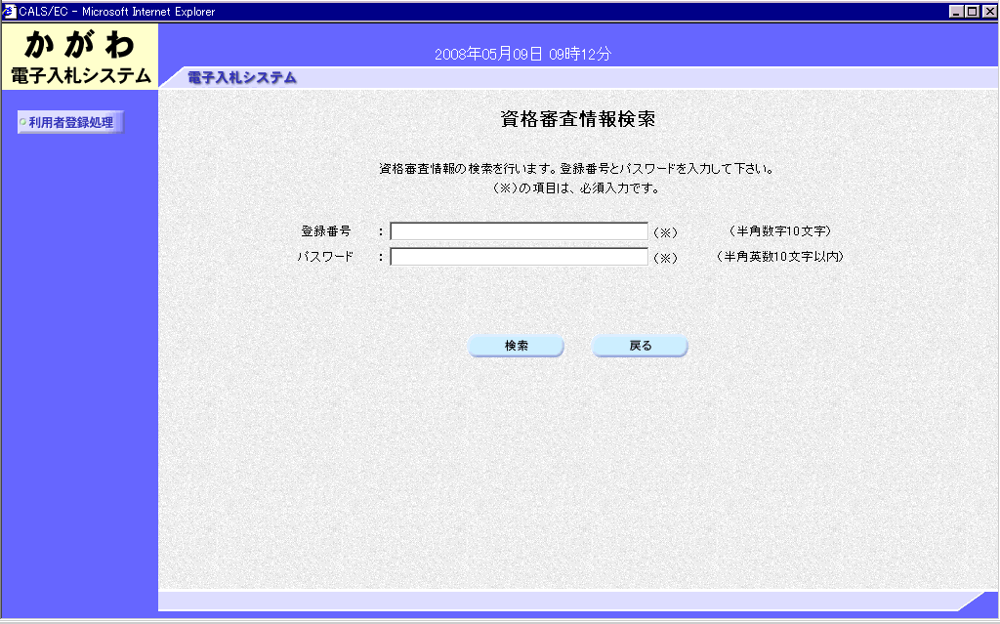 CALS/EC - Microsoft Internet Explorer
かがわ
電子入札システム
2008年05月09日 09時12分
電子入札システム
利用者登録処理
資格審査情報検索
資格審査情報の検索を行います。登録番号とパスワードを入力して下さい。
(※)の項目は、必須入力です。
登録番号 : (※) (半角数字10文字)
パスワード : (※) (半角英数10文字以内)
検索 戻る